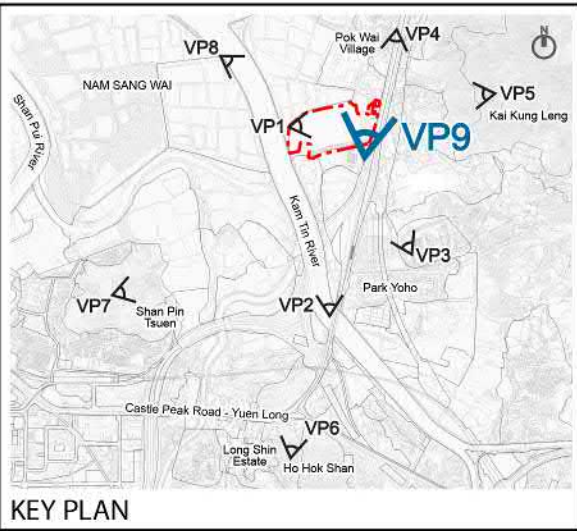 N
VP8
Pok Wai
Village
VP4
NAM SANG WAI
VP5
Kai Kung Leng
Shan Pui River
VP1
VP9
Kam Tin River
VP3
Park Yoho
VP7
Shan Pin
Tsuen
VP2
Castle Peak Road - Yuen Long
VP6
Long Shin
Estate
Ho Hok Shan
KEY PLAN